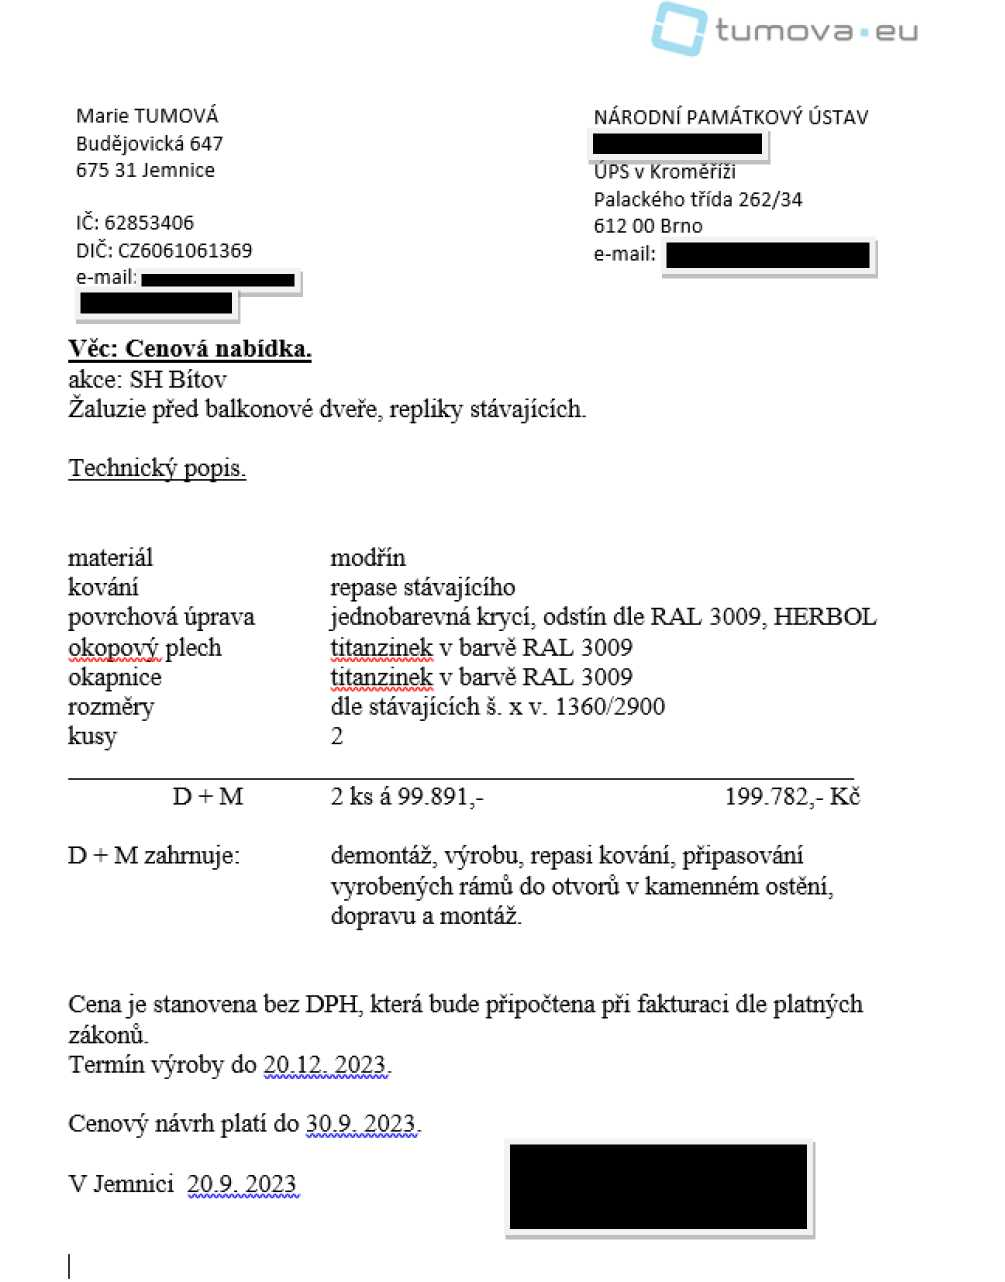 tumova.eu
Marie TUMOVÁ
Budějovická 647
675 31 Jemnice
IČ: 62853406
DIČ: CZ6061061369
e-mail:
NÁRODNÍ PAMÁTKOVÝ ÚSTAV
ÚPS v Kroměříži
Palackého třída 262/34
612 00 Brno
e-mail:
Věc: Cenová nabídka.
akce: SH Bítov
Žaluzie před balkonové dveře, repliky stávajících.
Technický popis.
materiál modřín
kování repase stávajícího
povrchová úprava jednobarevná krycí, odstín dle RAL 3009, HERBOL
okopový plech titanzinek v barvě RAL 3009
okapnice titanzinek v barvě RAL 3009
rozměry dle stávajících š. x v. 1360/2900
kusy 2
D + M 2 ks á 99.891,- 199.782,- Kč
D + M zahrnuje: demontáž, výrobu, repasi kování, připasování
vyrobených rámů do otvorů v kamenném ostění,
dopravu a montáž.
Cena je stanovena bez DPH, která bude připočtena při fakturaci dle platných
zákonů.
Termín výroby do 20.12. 2023.
Cenový návrh platí do 30.9. 2023.
V Jemnici 20.9. 2023